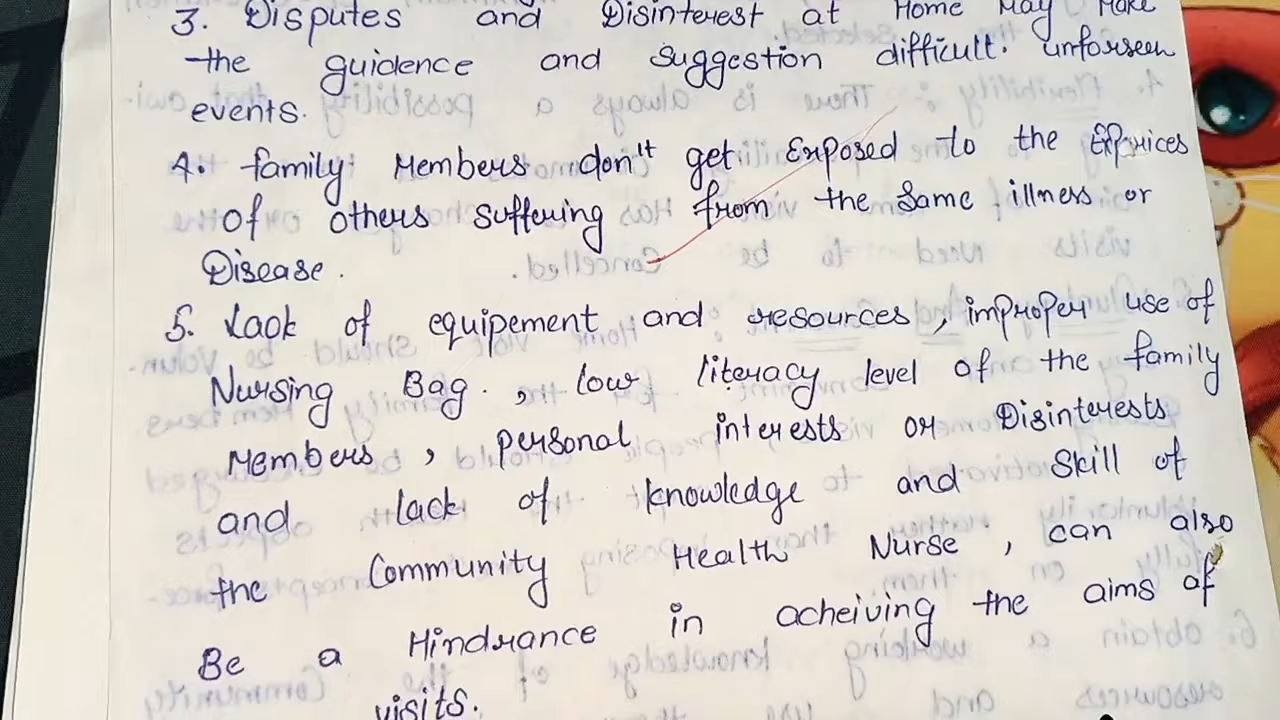 3. Disputes and Disinterest at Home May Make
the guidence and suggestion difficult. unforseen
events.
4. family Members don't get Exposed to the
of others suffering from the same illness or
Disease.
5. Lack of equipement and resources, improper use of
Nursing Bag., low literacy level of the family
Members, personal interests or Disinterests
and lack of knowledge and Skill of
the Community Health Nurse, can also
Be a Hindrance in acheiving the aims of
visits.